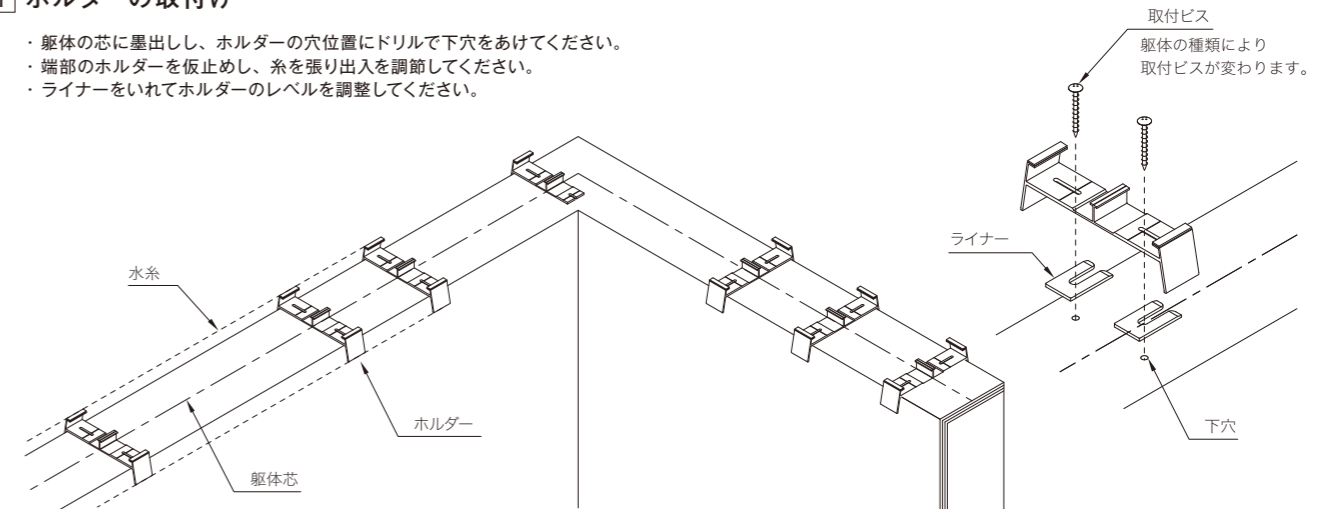 1 ホルダーの取付け
・ 躯体の芯に墨出しし、ホルダーの穴位置にドリルで下穴をあけてください。
・ 端部のホルダーを仮止めし、糸を張り出入を調節してください。
・ ライナーをいれてホルダーのレベルを調整してください。
取付ビス
躯体の種類により
取付ビスが変わります。
ライナー
水糸
ホルダー
下穴
躯体芯